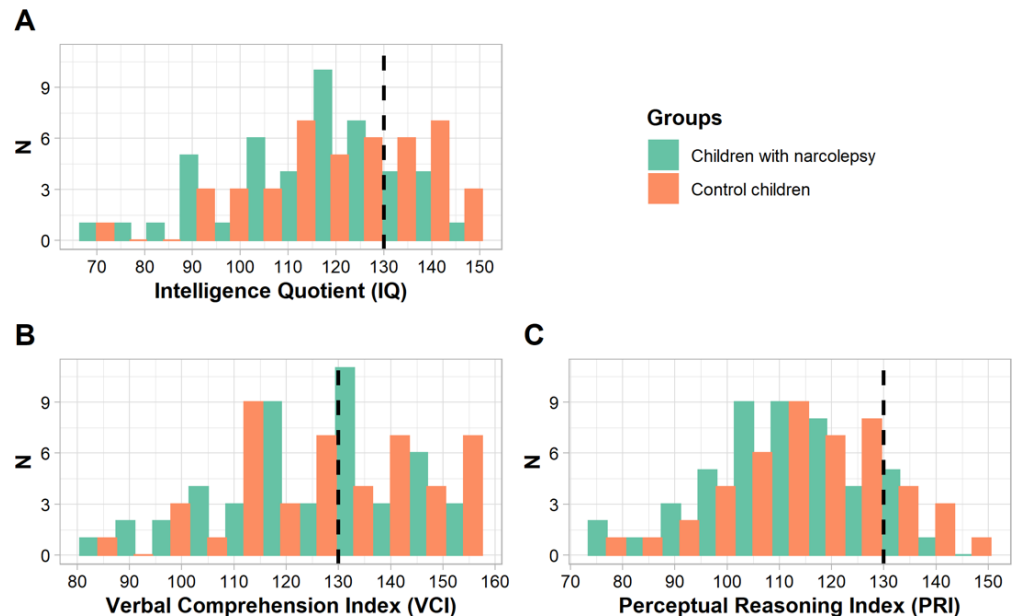 A
9
6
3
0
N
70 80 90 100 110 120 130 140 150
Intelligence Quotient (IQ)
Groups
Children with narcolepsy
Control children
B
9
6
3
0
N
80 90 100 110 120 130 140 150 160
Verbal Comprehension Index (VCI)
C
9
6
3
0
N
70 80 90 100 110 120 130 140 150
Perceptual Reasoning Index (PRI)